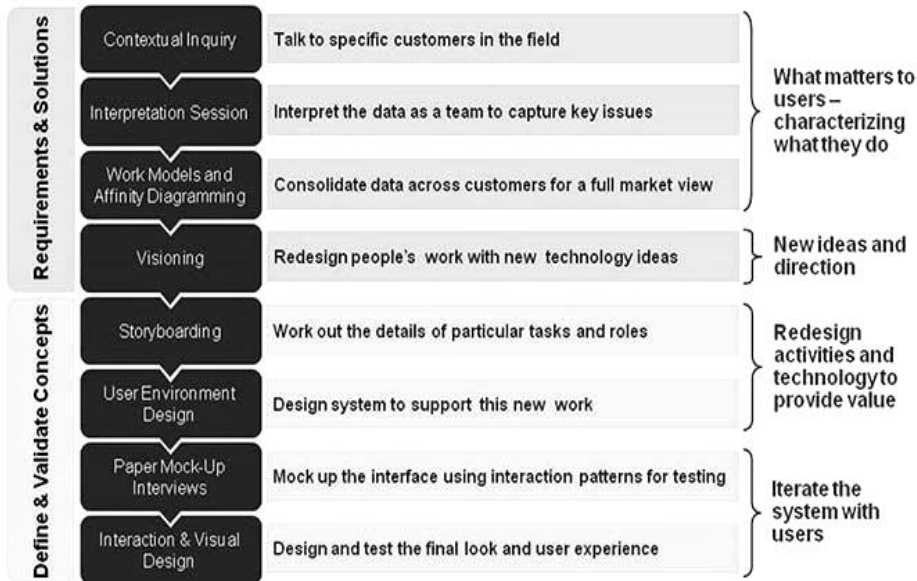 Requirements & Solutions
Contextual Inquiry
Talk to specific customers in the field
Interpretation Session
Interpret the data as a team to capture key issues
Work Models and
Affinity Diagramming
Consolidate data across customers for a full market view
What matters to
users –
characterizing
what they do
Visioning
Redesign people's work with new technology ideas
New ideas and
direction
Define & Validate Concepts
Storyboarding
Work out the details of particular tasks and roles
User Environment
Design
Design system to support this new work
Redesign
activities and
technology to
provide value
Paper Mock-Up
Interviews
Mock up the interface using interaction patterns for testing
Interaction & Visual
Design
Design and test the final look and user experience
Iterate the
system with
users